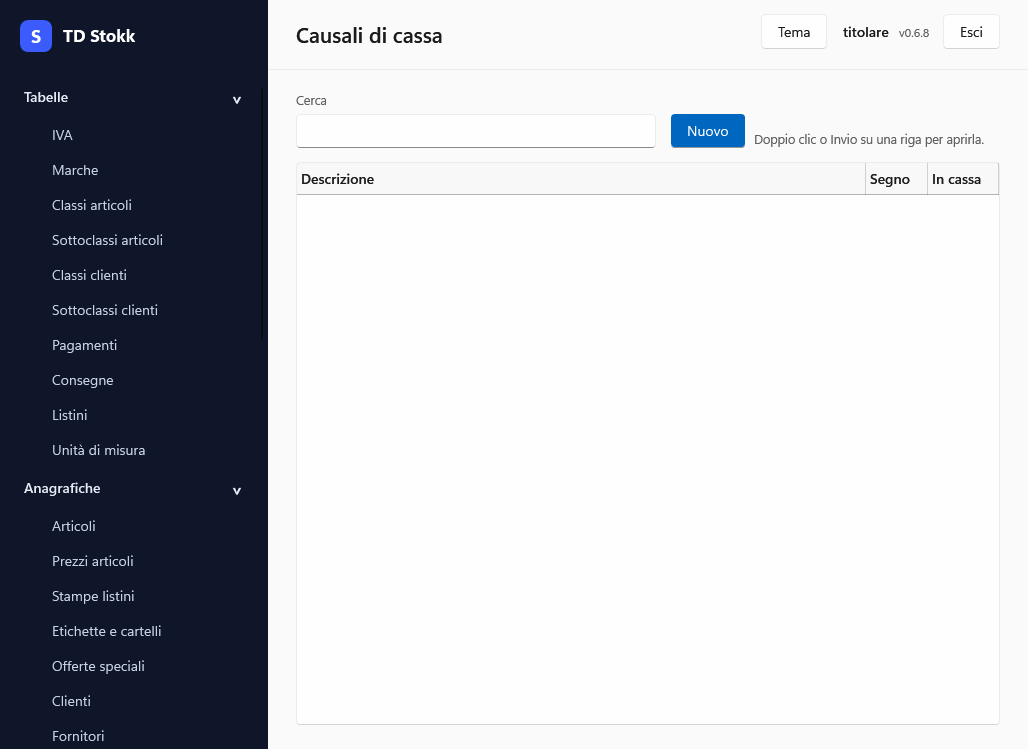 S TD Stokk
Tabelle v
IVA
Marche
Classi articoli
Sottoclassi articoli
Classi clienti
Sottoclassi clienti
Pagamenti
Consegne
Listini
Unità di misura
Anagrafiche v
Articoli
Prezzi articoli
Stampe listini
Etichette e cartelli
Offerte speciali
Clienti
Fornitori
Causali di cassa
Tema titolare v0.6.8 Esci
Cerca
Nuovo Doppio clic o Invio su una riga per aprirla.
Descrizione Segno In cassa